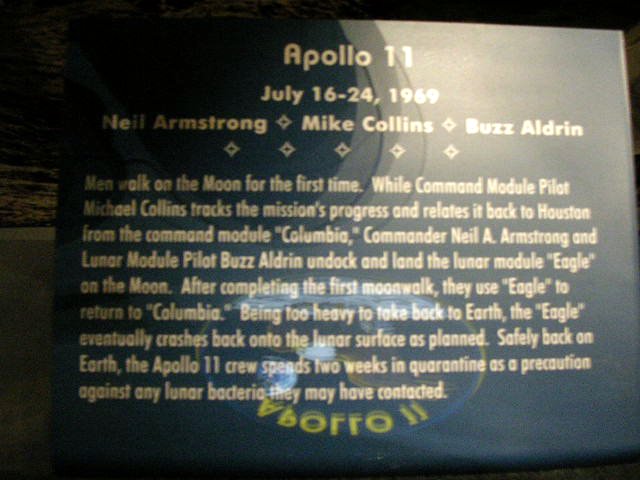 Apollo 11
July 16-24, 1969
Neil Armstrong ✧ Mike Collins ✧ Buzz Aldrin
✧ ✧ ✧ ✧ ✧
Men walk on the Moon for the first time. While Command Module Pilot
Michael Collins tracks the mission's progress and relates it back to Houston
from the command module "Columbia," Commander Neil A. Armstrong and
Lunar Module Pilot Buzz Aldrin undock and land the lunar module "Eagle"
on the Moon. After completing the first moonwalk, they use "Eagle" to
return to "Columbia." Being too heavy to take back to Earth, the "Eagle"
eventually crashes back onto the lunar surface as planned. Safely back on
Earth, the Apollo 11 crew spends two weeks in quarantine as a precaution
against any lunar bacteria they may have contacted.
APOLLO 11